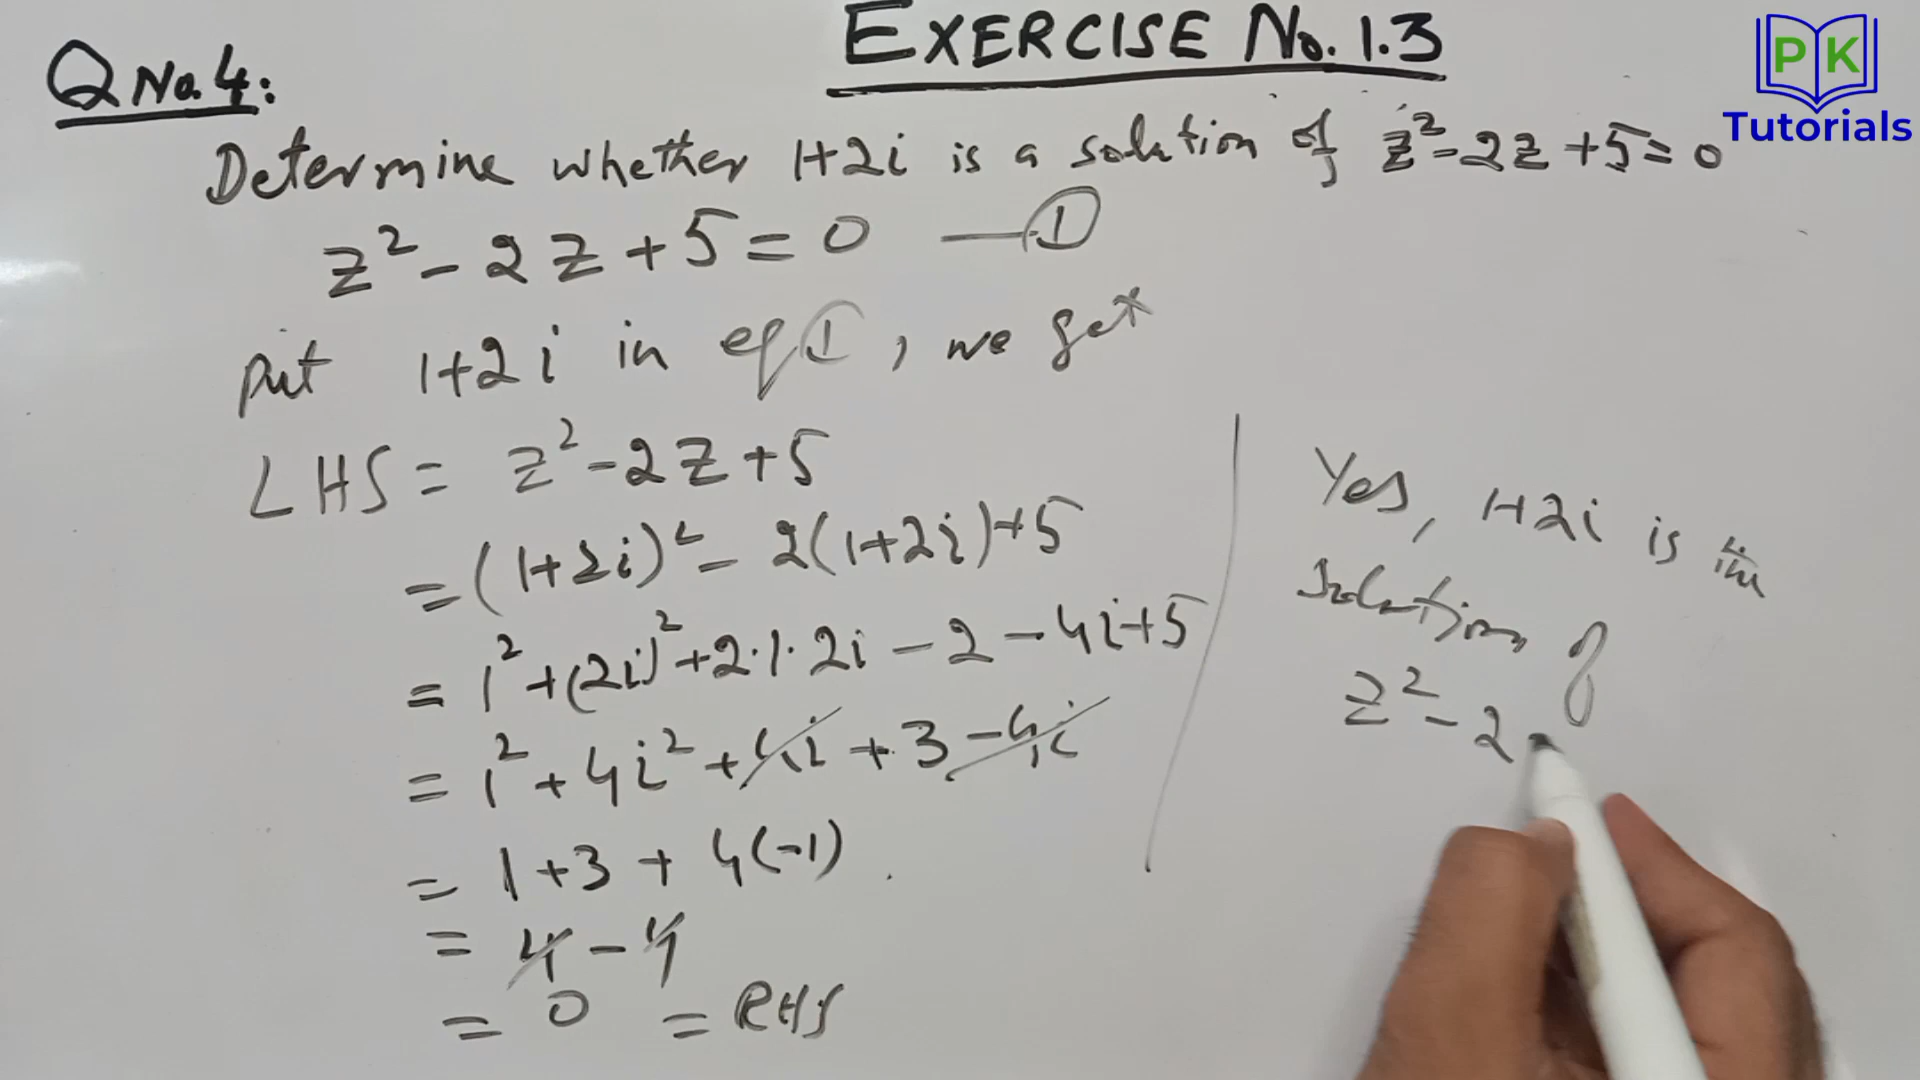 EXERCISE No. 1.3
PK
Tutorials
Q No. 4:
Determine whether 1+2i is a solution of z²-2z+5=0
z² - 2z + 5 = 0 — ①
Put 1+2i in eq ①, we get
LHS = z² - 2z + 5
= (1+2i)² - 2(1+2i)+5
= 1² + (2i)² + 2·1·2i - 2 - 4i + 5
= 1² + 4i² + 4i + 3 - 4i
= 1 + 3 + 4(-1)
= 4 - 4
= 0 = RHS
Yes, 1+2i is the
solution of
z² - 2